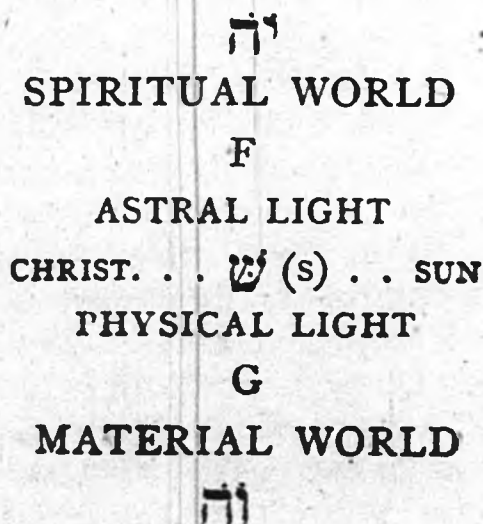 יה
SPIRITUAL WORLD
F
ASTRAL LIGHT
CHRIST. . . שׁ (S) . . SUN
PHYSICAL LIGHT
G
MATERIAL WORLD
וה